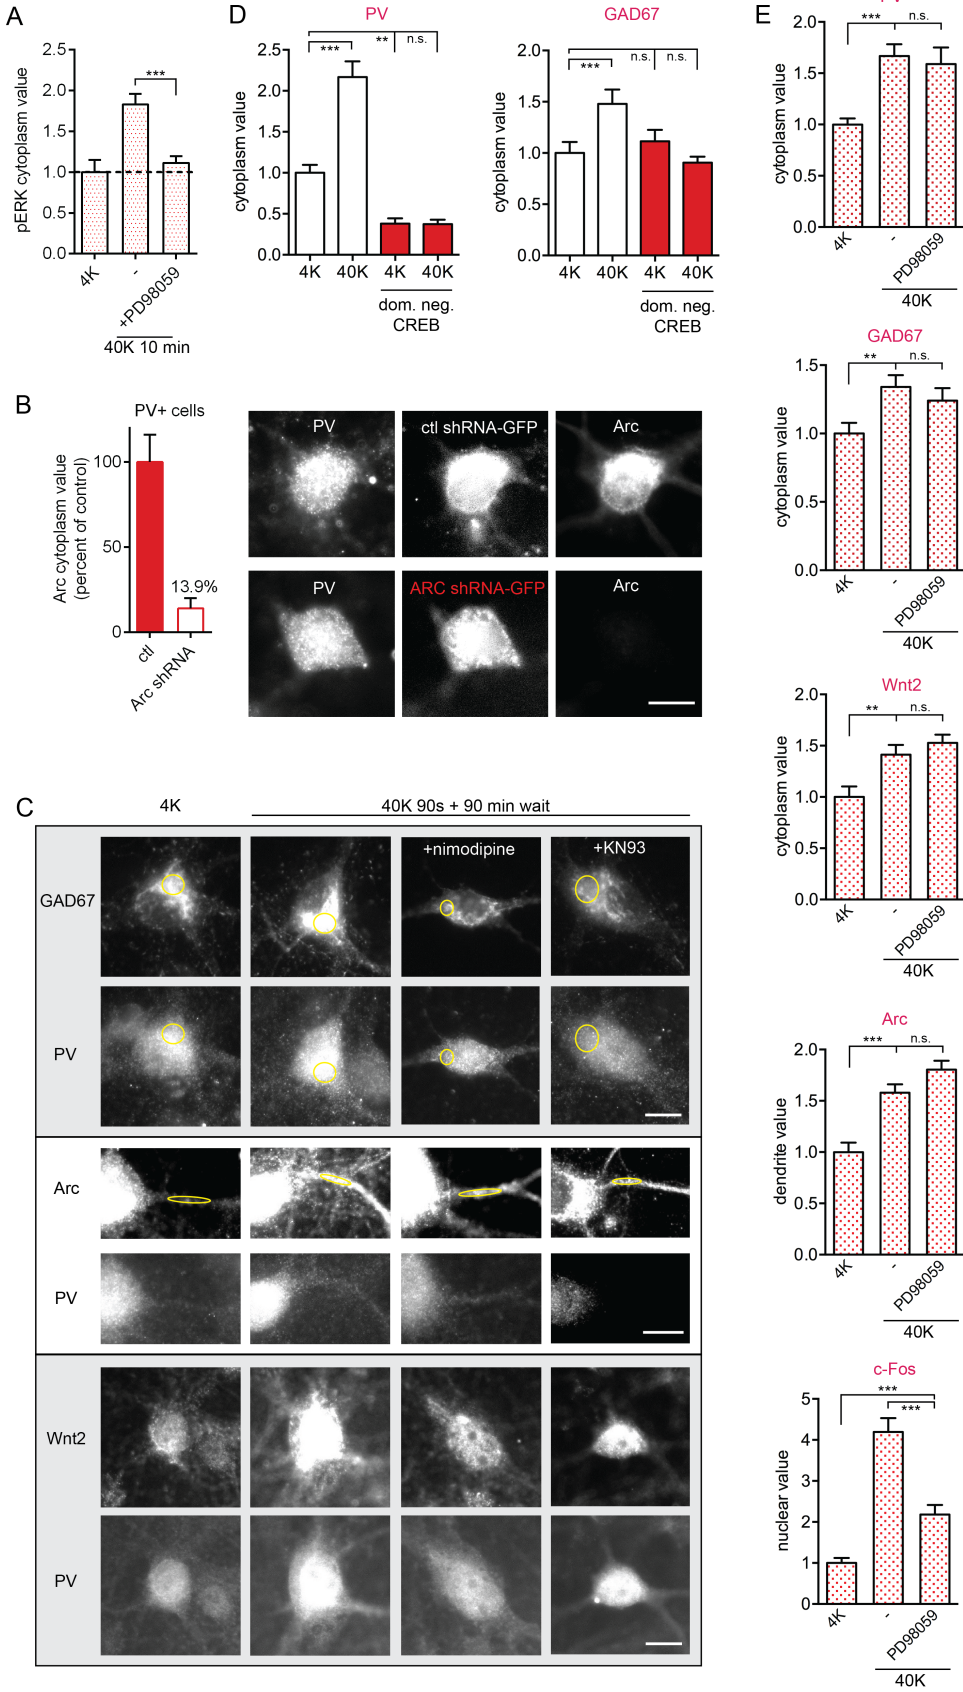 A
2.5
2.0
1.5
1.0
0.5
0.0
pERK cytoplasm value
***
4K
-
+PD98059
40K 10 min
D
PV
2.5
2.0
1.5
1.0
0.5
0.0
cytoplasm value
***
**
n.s.
4K
40K
4K
40K
dom. neg.
CREB
GAD67
2.0
1.5
1.0
0.5
0.0
cytoplasm value
***
n.s.
n.s.
4K
40K
4K
40K
dom. neg.
CREB
B
PV+ cells
100
50
0
Arc cytoplasm value
(percent of control)
13.9%
ctl
Arc shRNA
PV
ctl shRNA-GFP
Arc
PV
ARC shRNA-GFP
Arc
C
4K
40K 90s + 90 min wait
+nimodipine
+KN93
GAD67
PV
Arc
PV
Wnt2
PV
E
2.0
1.5
1.0
0.5
0.0
cytoplasm value
***
n.s.
4K
-
PD98059
40K
GAD67
1.5
1.0
0.5
0.0
cytoplasm value
**
n.s.
4K
-
PD98059
40K
Wnt2
2.0
1.5
1.0
0.5
0.0
cytoplasm value
**
n.s.
4K
-
PD98059
40K
Arc
2.0
1.5
1.0
0.5
0.0
dendrite value
***
n.s.
4K
-
PD98059
40K
c-Fos
5
4
3
2
1
0
nuclear value
***
***
4K
-
PD98059
40K